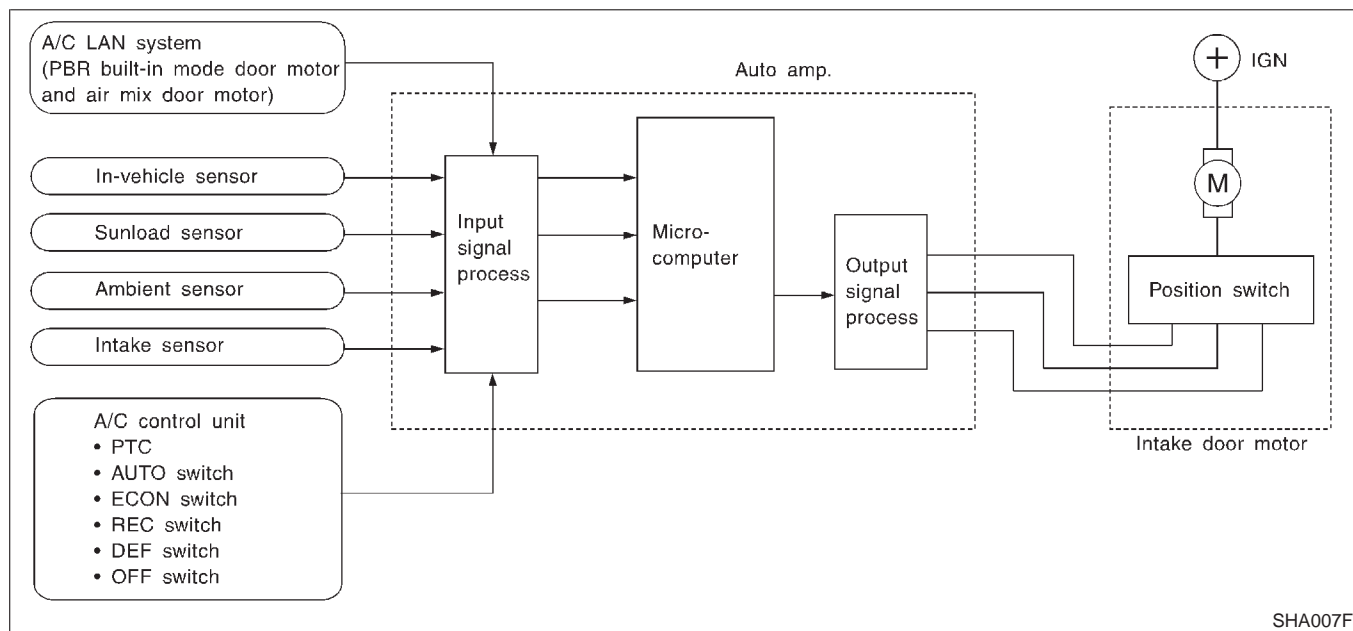 A/C LAN system
(PBR built-in mode door motor
and air mix door motor)
Auto amp.
IGN
In-vehicle sensor
Sunload sensor
Ambient sensor
Intake sensor
Input
signal
process
Micro-
computer
Output
signal
process
M
Position switch
Intake door motor
A/C control unit
• PTC
• AUTO switch
• ECON switch
• REC switch
• DEF switch
• OFF switch
SHA007F